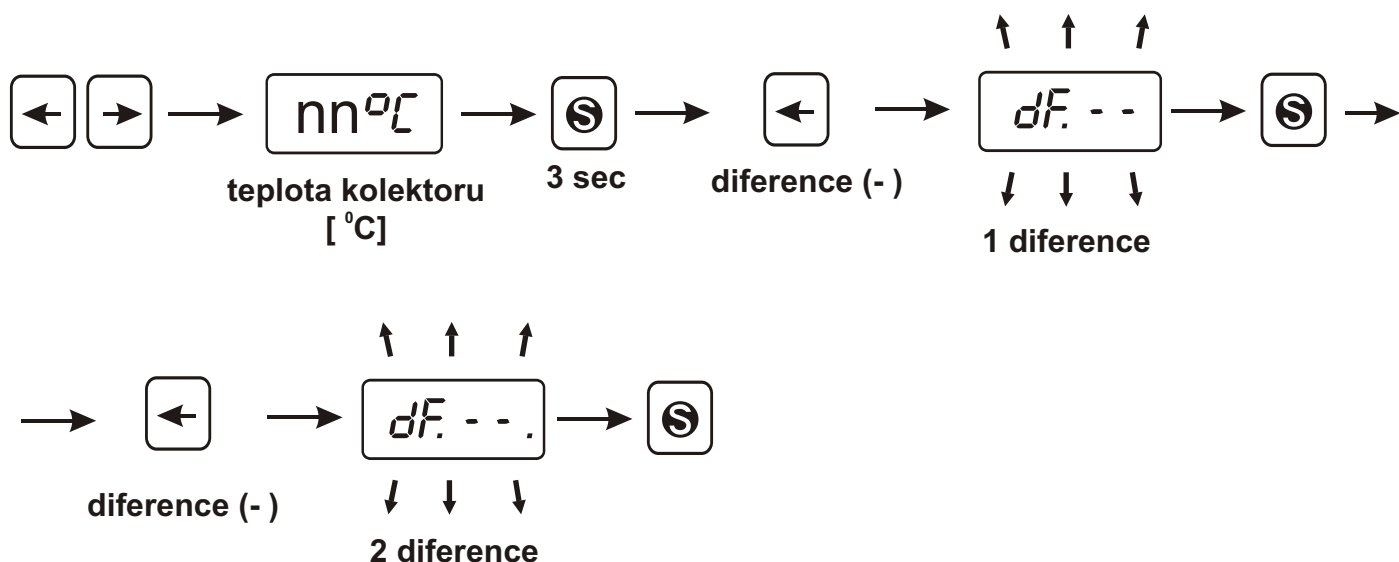 nn°C
S
dF. - -
S
teplota kolektoru
[ °C]
3 sec
diference (- )
1 diference
dF. - - .
S
diference (- )
2 diference